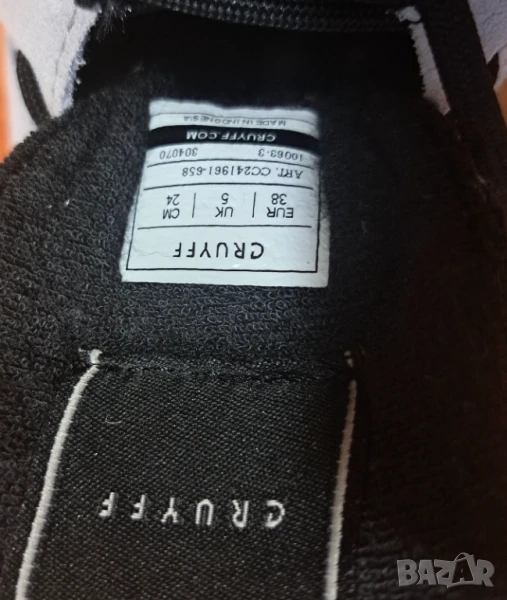 CRUYFF
EUR UK CM
38 5 24
ART. CC241961-658
10063-3 304070
CRUYFF.COM
MADE IN INDONESIA
CRUYFF
BAZAR